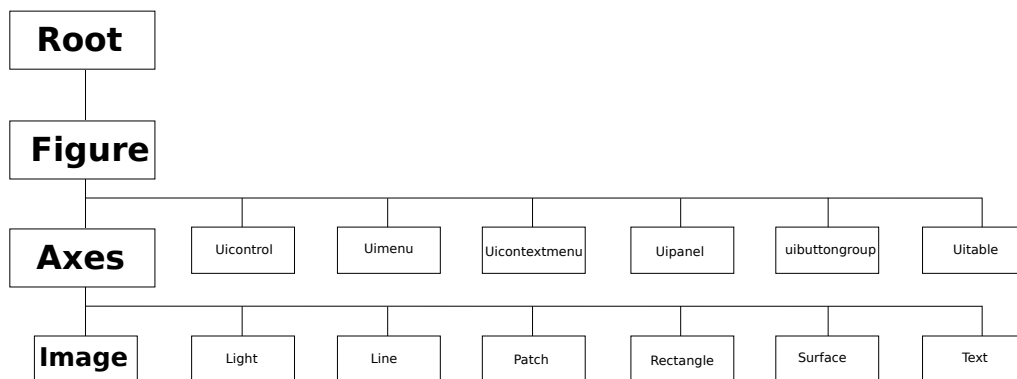 Root
Figure
Axes
Uicontrol
Uimenu
Uicontextmenu
Uipanel
uibuttongroup
Uitable
Image
Light
Line
Patch
Rectangle
Surface
Text